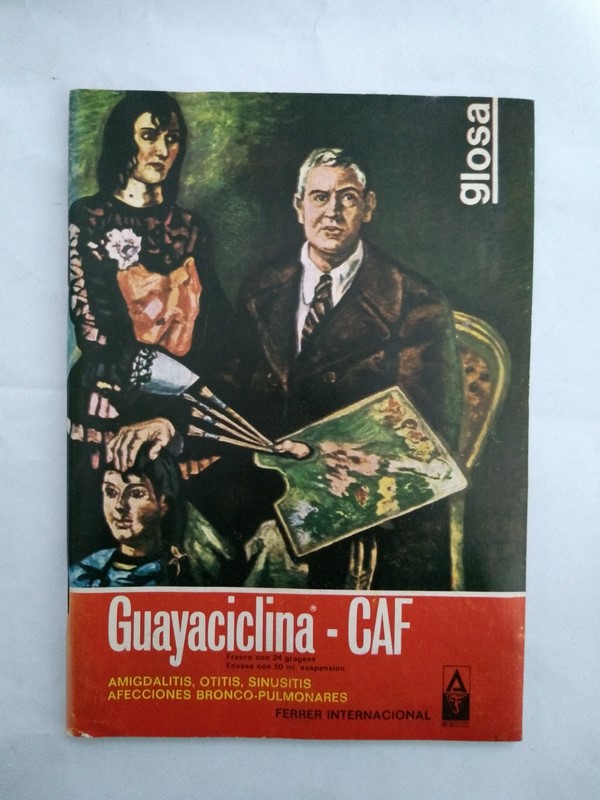 glosa
Guayaciclina® - CAF
Frasco con 24 grageas
Envase con 50 ml. suspension
AMIGDALITIS, OTITIS, SINUSITIS
AFECCIONES BRONCO-PULMONARES
FERRER INTERNACIONAL
A